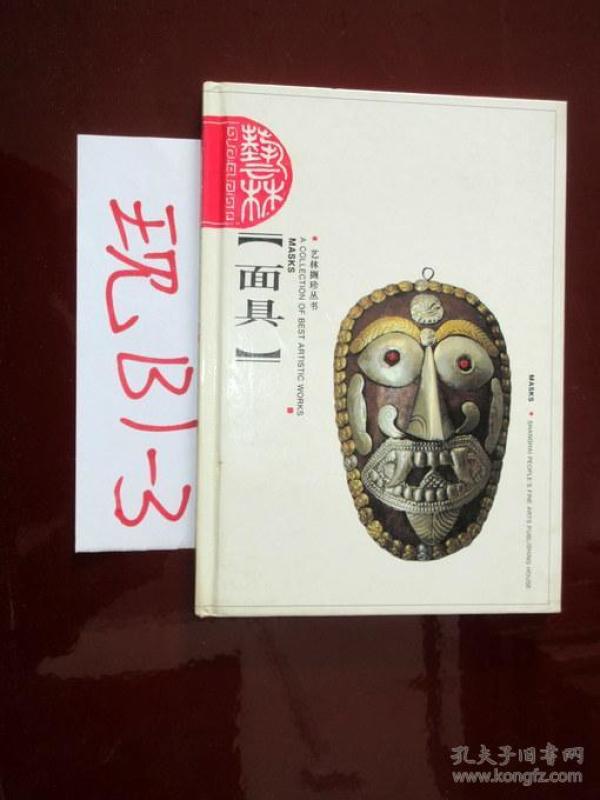 现B1-3
藝林
【面具】
艺林撷珍丛书
A COLLECTION OF BEST ARTISTIC WORKS
MASKS
MASKS • SHANGHAI PEOPLE'S FINE ARTS PUBLISHING HOUSE
孔夫子旧书网
www.kongfz.com